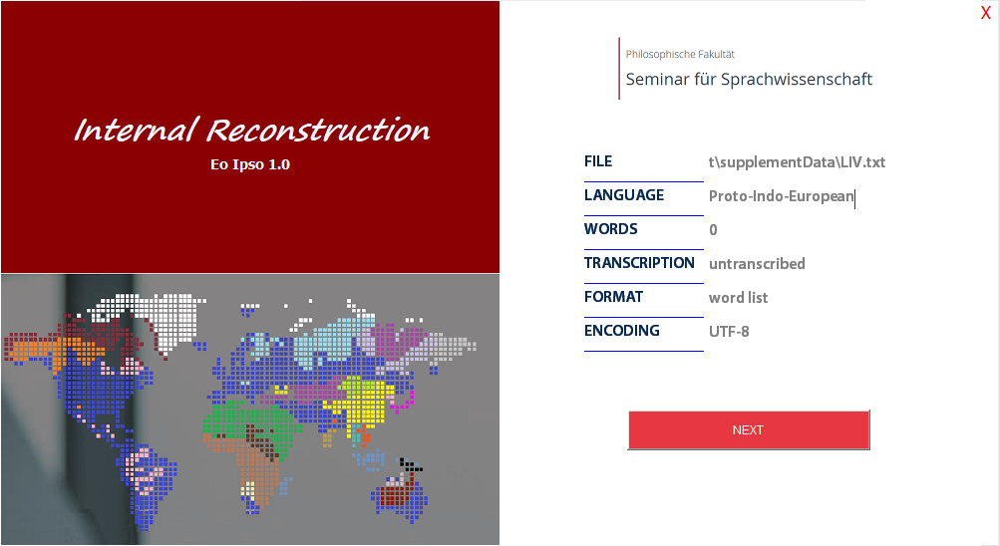 Internal Reconstruction
Eo Ipso 1.0
X
Philosophische Fakultät
Seminar für Sprachwissenschaft
FILE t\supplementData\LIV.txt
LANGUAGE Proto-Indo-European
WORDS 0
TRANSCRIPTION untranscribed
FORMAT word list
ENCODING UTF-8
NEXT